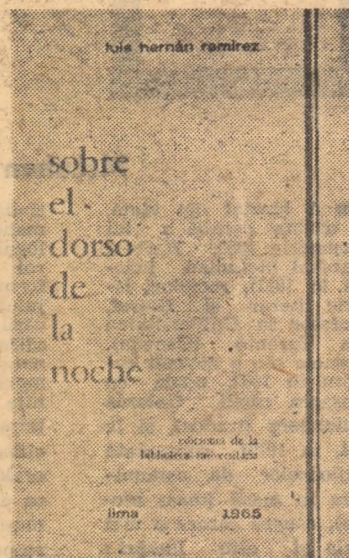 luis hernán ramírez
sobre
el
dorso
de
la
noche
ediciones de la
biblioteca universitaria
lima 1965